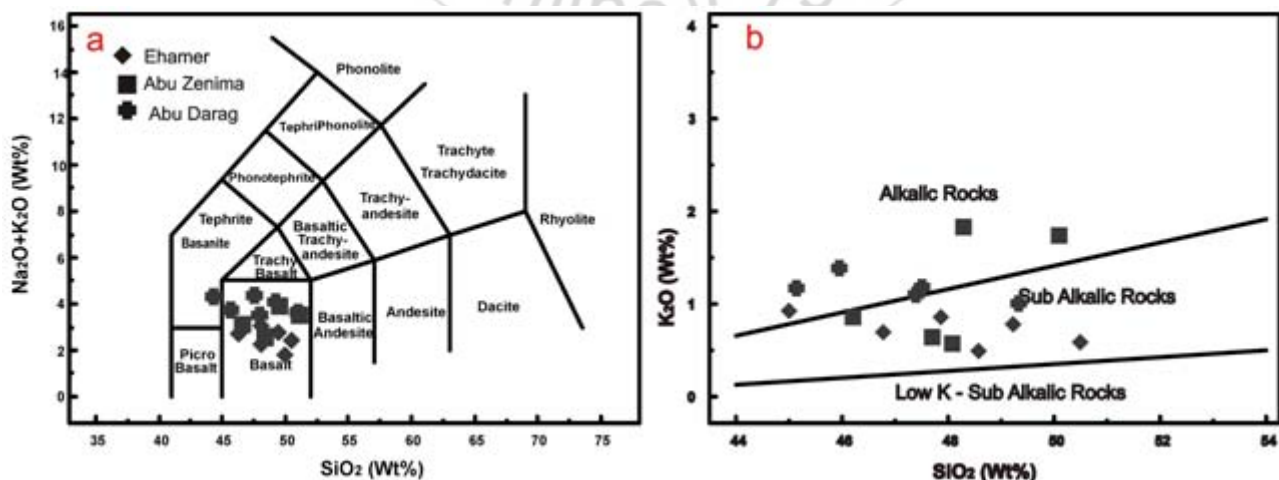 a
Ehamer
Abu Zenima
Abu Darag
Phonolite
TephriPhonolite
Phonotephrite
Tephrite
Basanite
Trachyte
Trachydacite
Trachy-
andesite
Basaltic
Trachy-
andesite
Trachy
Basalt
Rhyolite
Picro
Basalt
Basalt
Basaltic
Andesite
Andesite
Dacite
Na₂O+K₂O (Wt%)
16
14
12
10
8
6
4
2
0
35 40 45 50 55 60 65 70 75
SiO₂ (Wt%)
b
Alkalic Rocks
Sub Alkalic Rocks
Low K - Sub Alkalic Rocks
K₂O (Wt%)
4
3
2
1
0
44 46 48 50 52 54
SiO₂ (Wt%)